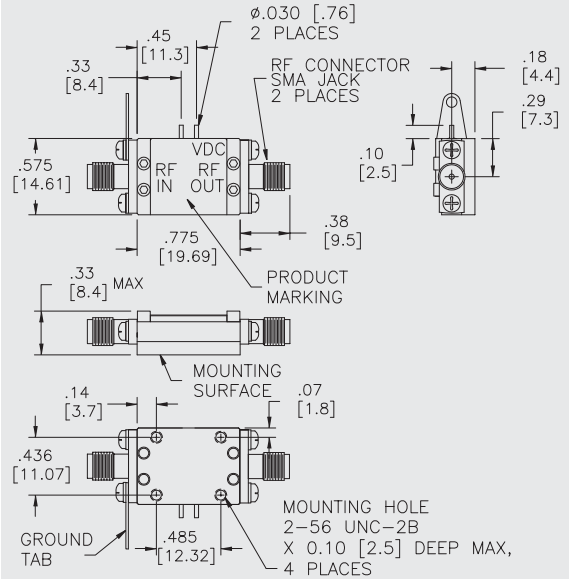 ø.030 [.76]
2 PLACES
.45
[11.3]
.33
[8.4]
RF CONNECTOR
SMA JACK
2 PLACES
.18
[4.4]
.29
[7.3]
.10
[2.5]
.575
[14.61]
VDC
RF
IN
RF
OUT
.775
[19.69]
.38
[9.5]
PRODUCT
MARKING
.33
[8.4] MAX
MOUNTING
SURFACE
.14
[3.7]
.07
[1.8]
.436
[11.07]
GROUND
TAB
.485
[12.32]
MOUNTING HOLE
2-56 UNC-2B
X 0.10 [2.5] DEEP MAX,
4 PLACES